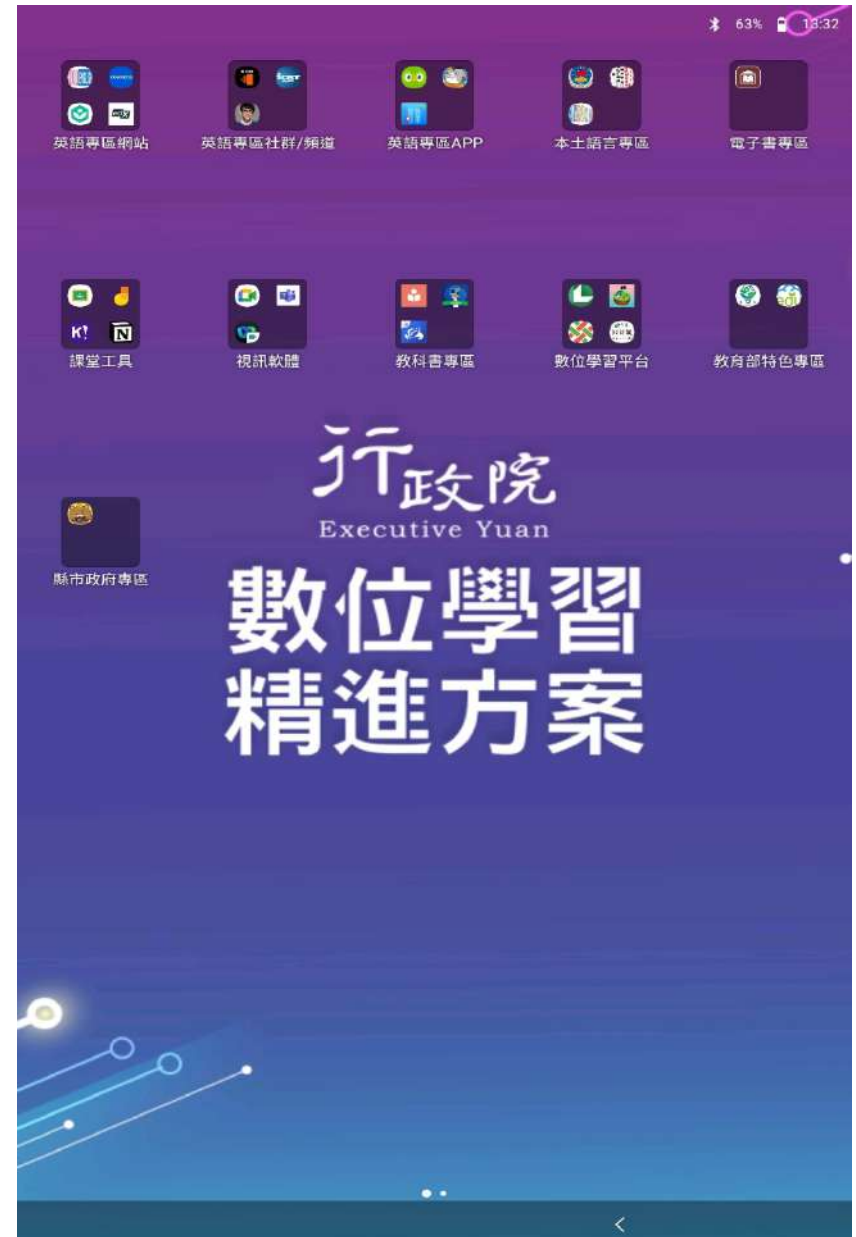 63% 13:32
英語專區網站 英語專區社群/頻道 英語專區APP 本土語言專區 電子書專區
課堂工具 視訊軟體 教科書專區 數位學習平台 教育部特色專區
行政院
Executive Yuan
縣市政府專區
數位學習
精進方案